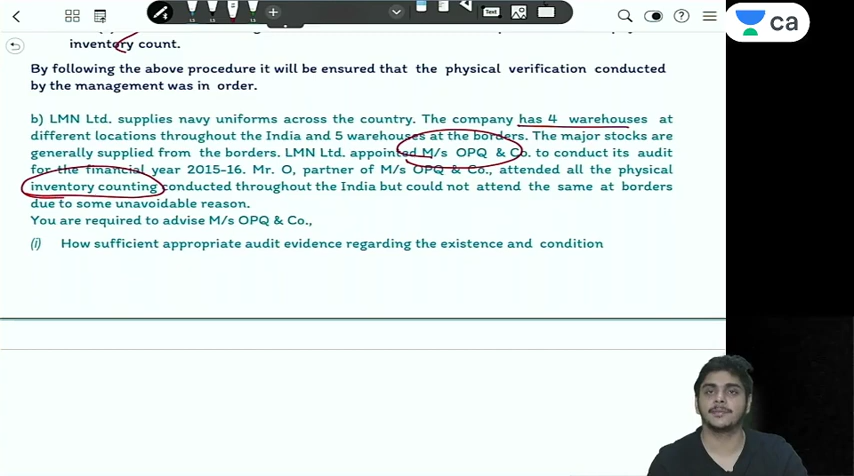 Text
ca
inventory count.
By following the above procedure it will be ensured that the physical verification conducted
by the management was in order.
b) LMN Ltd. supplies navy uniforms across the country. The company has 4 warehouses at
different locations throughout the India and 5 warehouses at the borders. The major stocks are
generally supplied from the borders. LMN Ltd. appointed M/s OPQ & Co. to conduct its audit
for the financial year 2015-16. Mr. O, partner of M/s OPQ & Co., attended all the physical
inventory counting conducted throughout the India but could not attend the same at borders
due to some unavoidable reason.
You are required to advise M/s OPQ & Co.,
(i) How sufficient appropriate audit evidence regarding the existence and condition